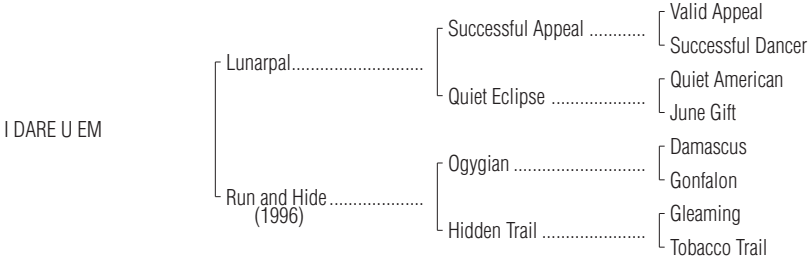 Valid Appeal
Successful Appeal ............
Successful Dancer
Lunarpal............................
Quiet American
Quiet Eclipse ....................
June Gift
I DARE U EM
Damascus
Ogygian ............................
Gonfalon
Run and Hide....................
(1996)
Gleaming
Hidden Trail ......................
Tobacco Trail